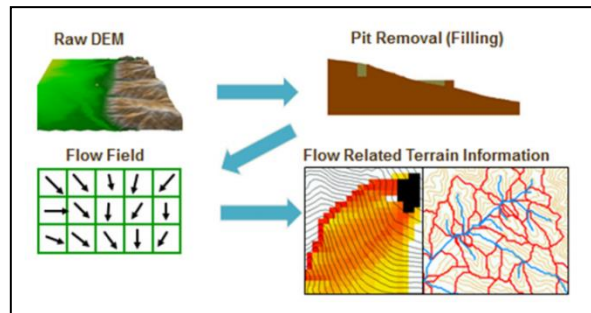 Raw DEM
Pit Removal (Filling)
Flow Field
Flow Related Terrain Information